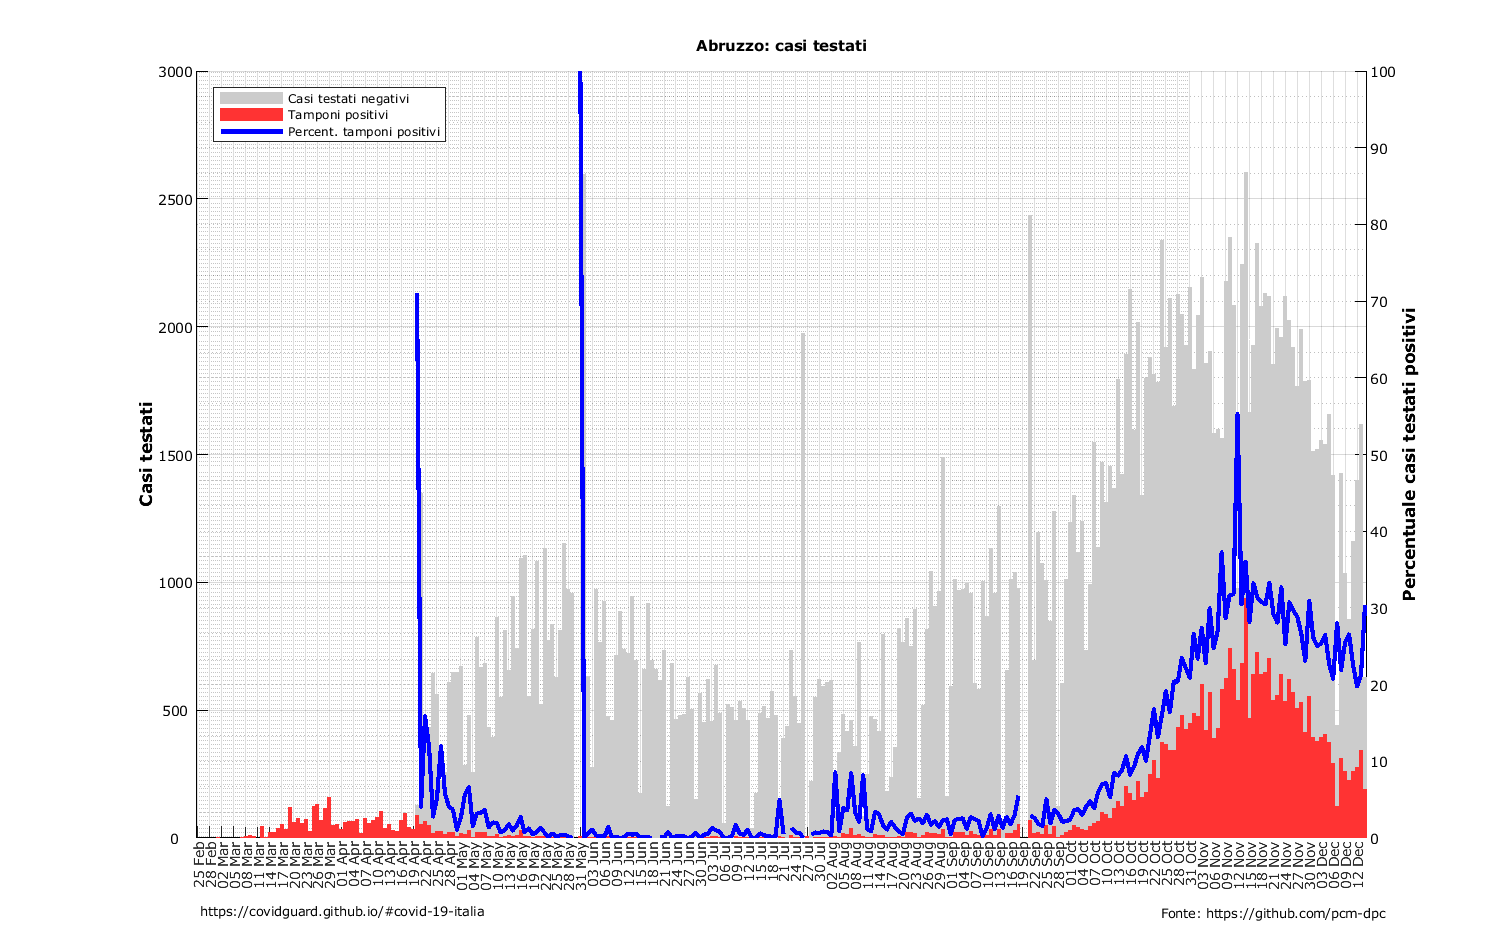 Abruzzo: casi testati
3000
2500
2000
1500
1000
500
0
Casi testati
Casi testati negativi
Tamponi positivi
Percent. tamponi positivi
100
90
80
70
60
50
40
30
20
10
0
Percentuale casi testati positivi
25 Feb
28 Feb
02 Mar
05 Mar
08 Mar
11 Mar
14 Mar
17 Mar
20 Mar
23 Mar
26 Mar
29 Mar
01 Apr
04 Apr
07 Apr
10 Apr
13 Apr
16 Apr
19 Apr
22 Apr
25 Apr
28 Apr
01 May
04 May
07 May
10 May
13 May
16 May
19 May
22 May
25 May
28 May
31 May
03 Jun
06 Jun
09 Jun
12 Jun
15 Jun
18 Jun
21 Jun
24 Jun
27 Jun
30 Jun
03 Jul
06 Jul
09 Jul
12 Jul
15 Jul
18 Jul
21 Jul
24 Jul
27 Jul
30 Jul
02 Aug
05 Aug
08 Aug
11 Aug
14 Aug
17 Aug
20 Aug
23 Aug
26 Aug
29 Aug
01 Sep
04 Sep
07 Sep
10 Sep
13 Sep
16 Sep
19 Sep
22 Sep
25 Sep
28 Sep
01 Oct
04 Oct
07 Oct
10 Oct
13 Oct
16 Oct
19 Oct
22 Oct
25 Oct
28 Oct
31 Oct
03 Nov
06 Nov
09 Nov
12 Nov
15 Nov
18 Nov
21 Nov
24 Nov
27 Nov
30 Nov
03 Dec
06 Dec
09 Dec
12 Dec
https://covidguard.github.io/#covid-19-italia
Fonte: https://github.com/pcm-dpc